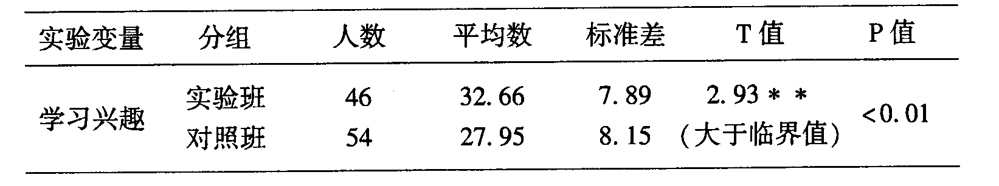 实验变量 分组 人数 平均数 标准差 T值 P值
实验班 46 32.66 7.89 2.93**
学习兴趣 <0.01
对照班 54 27.95 8.15 (大于临界值)